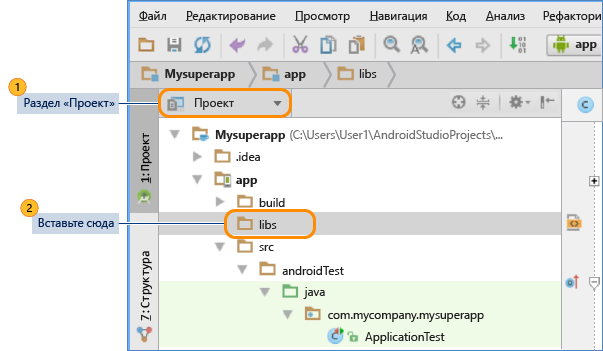 Файл Редактирование Просмотр Навигация Код Анализ Рефактори
app
Mysuperapp app libs
1
Раздел «Проект»
Проект
Mysuperapp (C:\Users\User1\AndroidStudioProjects\...
.idea
app
build
2
Вставьте сюда
libs
src
androidTest
java
com.mycompany.mysuperapp
ApplicationTest
1: Проект
7: Структура